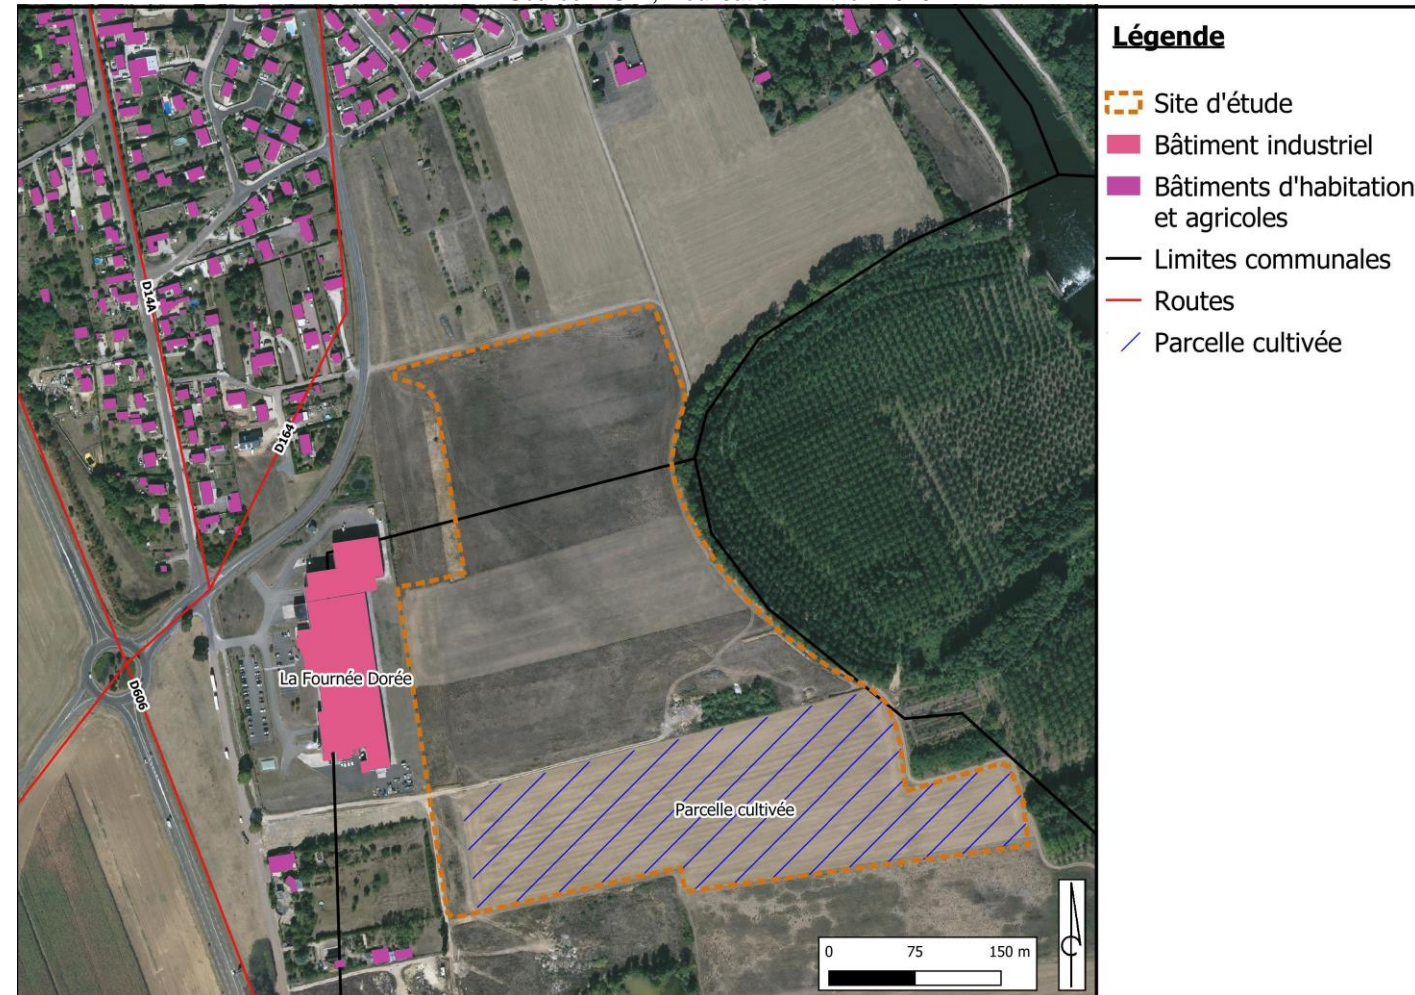 Légende
Site d'étude
Bâtiment industriel
Bâtiments d'habitation
et agricoles
Limites communales
Routes
Parcelle cultivée
D14A
D164
La Fournée Dorée
D606
Parcelle cultivée
0 75 150 m